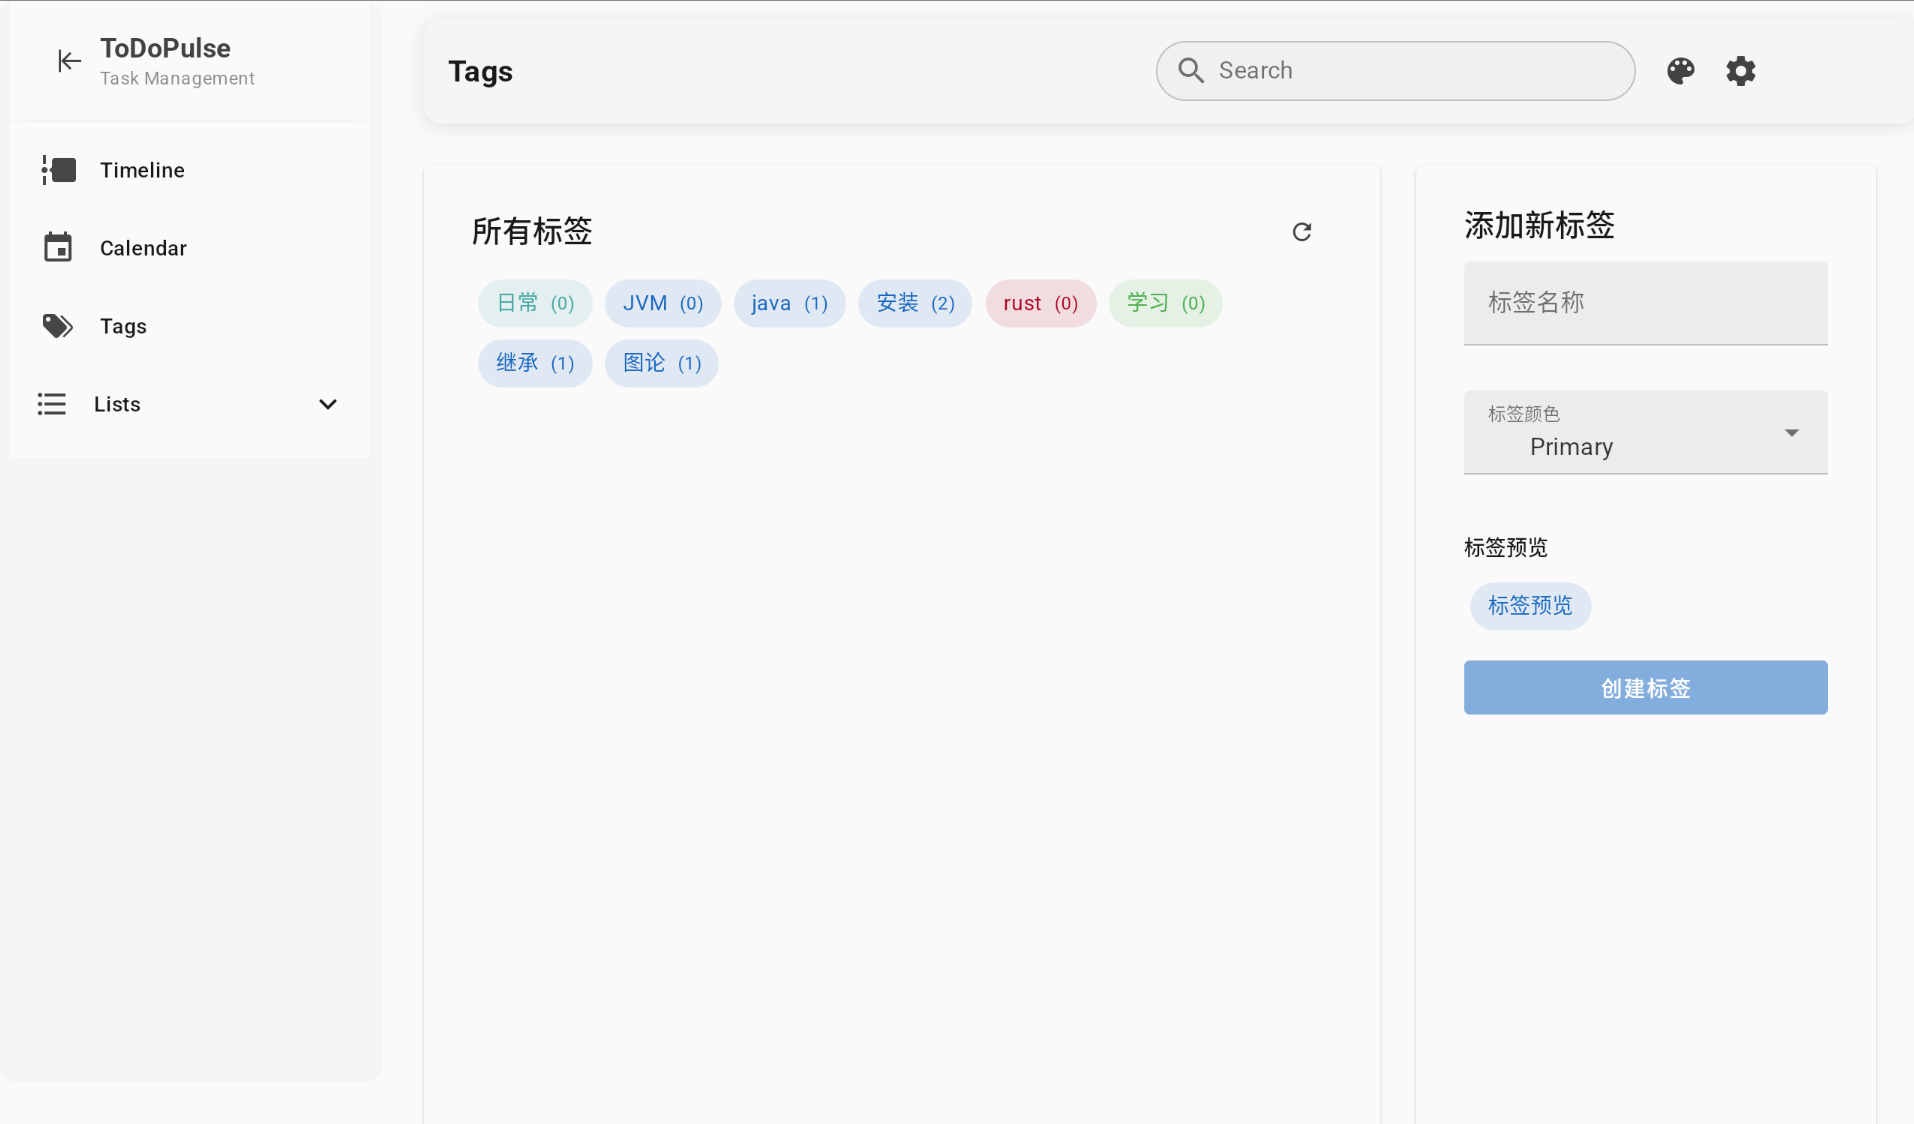 ToDoPulse
Task Management
Timeline
Calendar
Tags
Lists
Tags
Search
所有标签
日常 (0) JVM (0) java (1) 安装 (2) rust (0) 学习 (0)
继承 (1) 图论 (1)
添加新标签
标签名称
标签颜色
Primary
标签预览
标签预览
创建标签